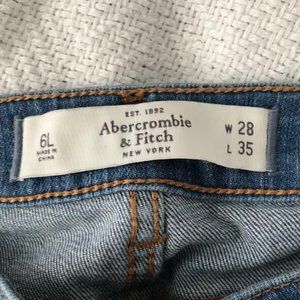 6L
MADE IN
CHINA
EST. 1892
Abercrombie
& Fitch
NEW YORK
W 28
L 35